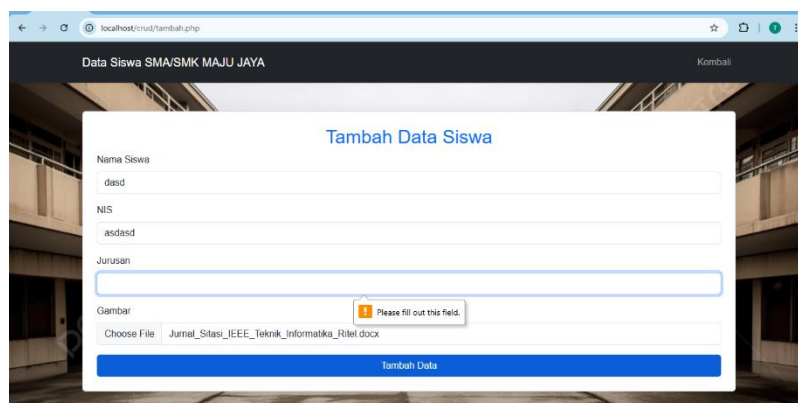 localhost/crud/tambah.php
Data Siswa SMA/SMK MAJU JAYA
Kembali
Tambah Data Siswa
Nama Siswa
dasd
NIS
asdasd
Jurusan
Please fill out this field.
Gambar
Choose File Jurnal_Sitasi_IEEE_Teknik_Informatika_Ritel.docx
Tambah Data